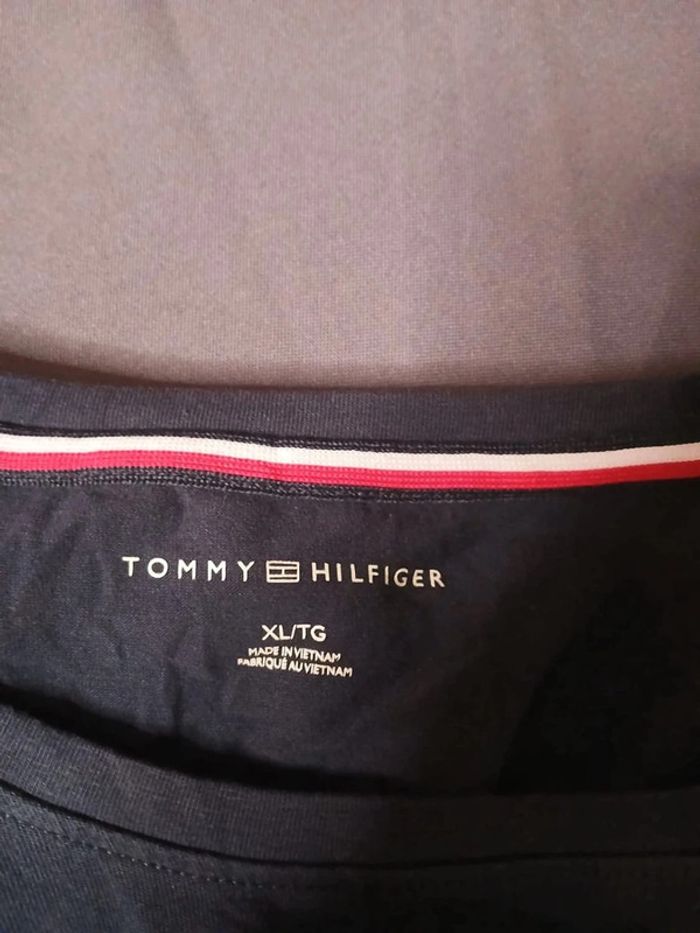 TOMMY HILFIGER
XL/TG
MADE IN VIETNAM
FABRIQUÉ AU VIETNAM